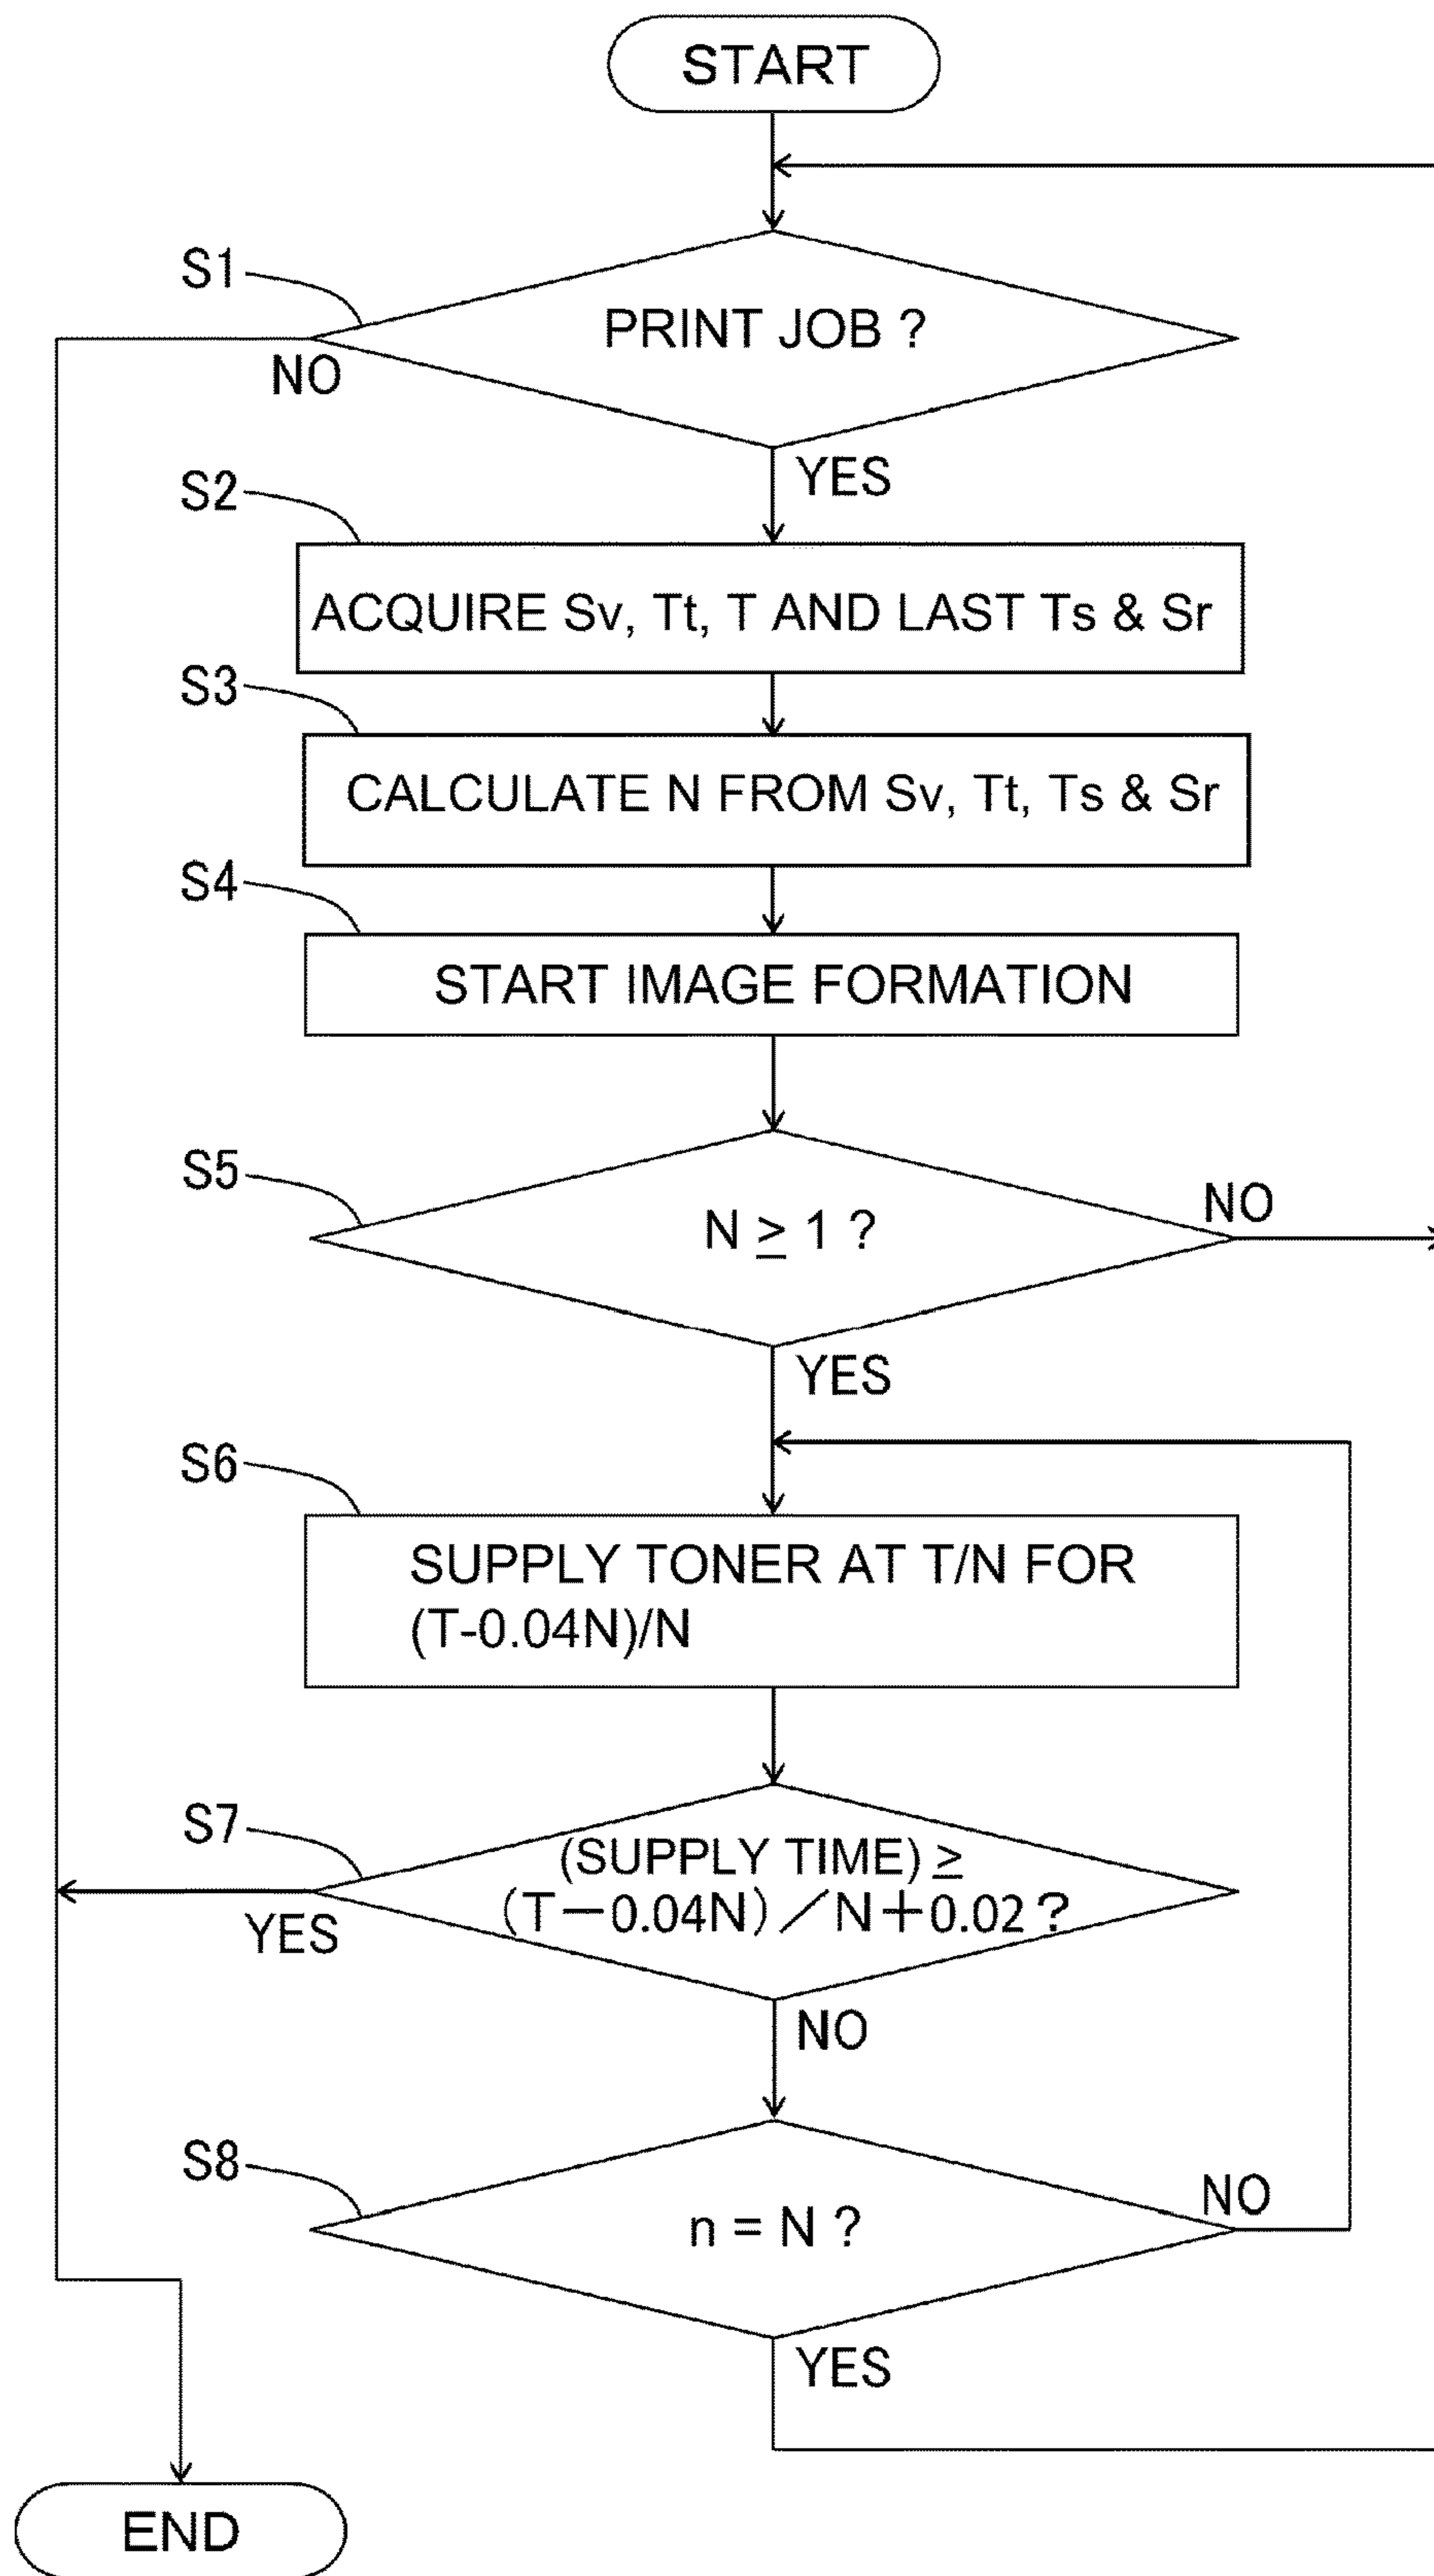 START
S1
PRINT JOB ?
NO
YES
S2
ACQUIRE Sv, Tt, T AND LAST Ts & Sr
S3
CALCULATE N FROM Sv, Tt, Ts & Sr
S4
START IMAGE FORMATION
S5
N ≥ 1 ?
NO
YES
S6
SUPPLY TONER AT T/N FOR
(T-0.04N)/N
S7
(SUPPLY TIME) ≥
(T－0.04N)／N＋0.02 ?
YES
NO
S8
n = N ?
NO
YES
END